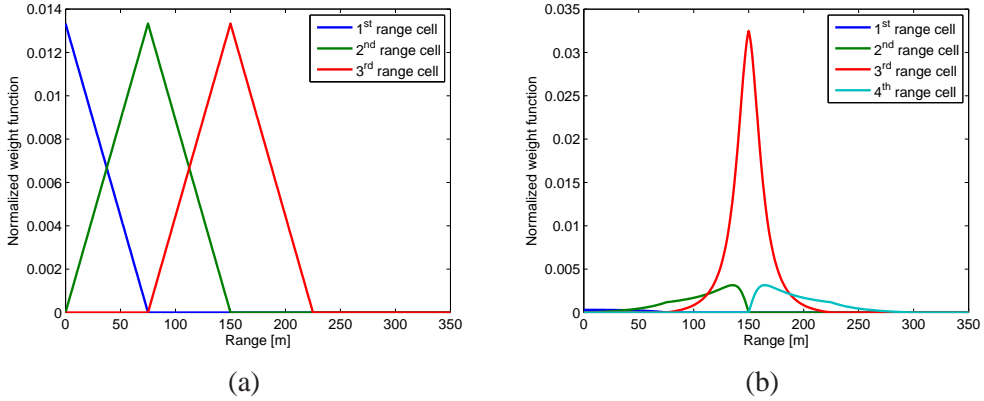 Normalized weight function
0.014
0.012
0.01
0.008
0.006
0.004
0.002
0
0 50 100 150 200 250 300 350
Range [m]
1st range cell
2nd range cell
3rd range cell
(a)
Normalized weight function
0.035
0.03
0.025
0.02
0.015
0.01
0.005
0
0 50 100 150 200 250 300 350
Range [m]
1st range cell
2nd range cell
3rd range cell
4th range cell
(b)